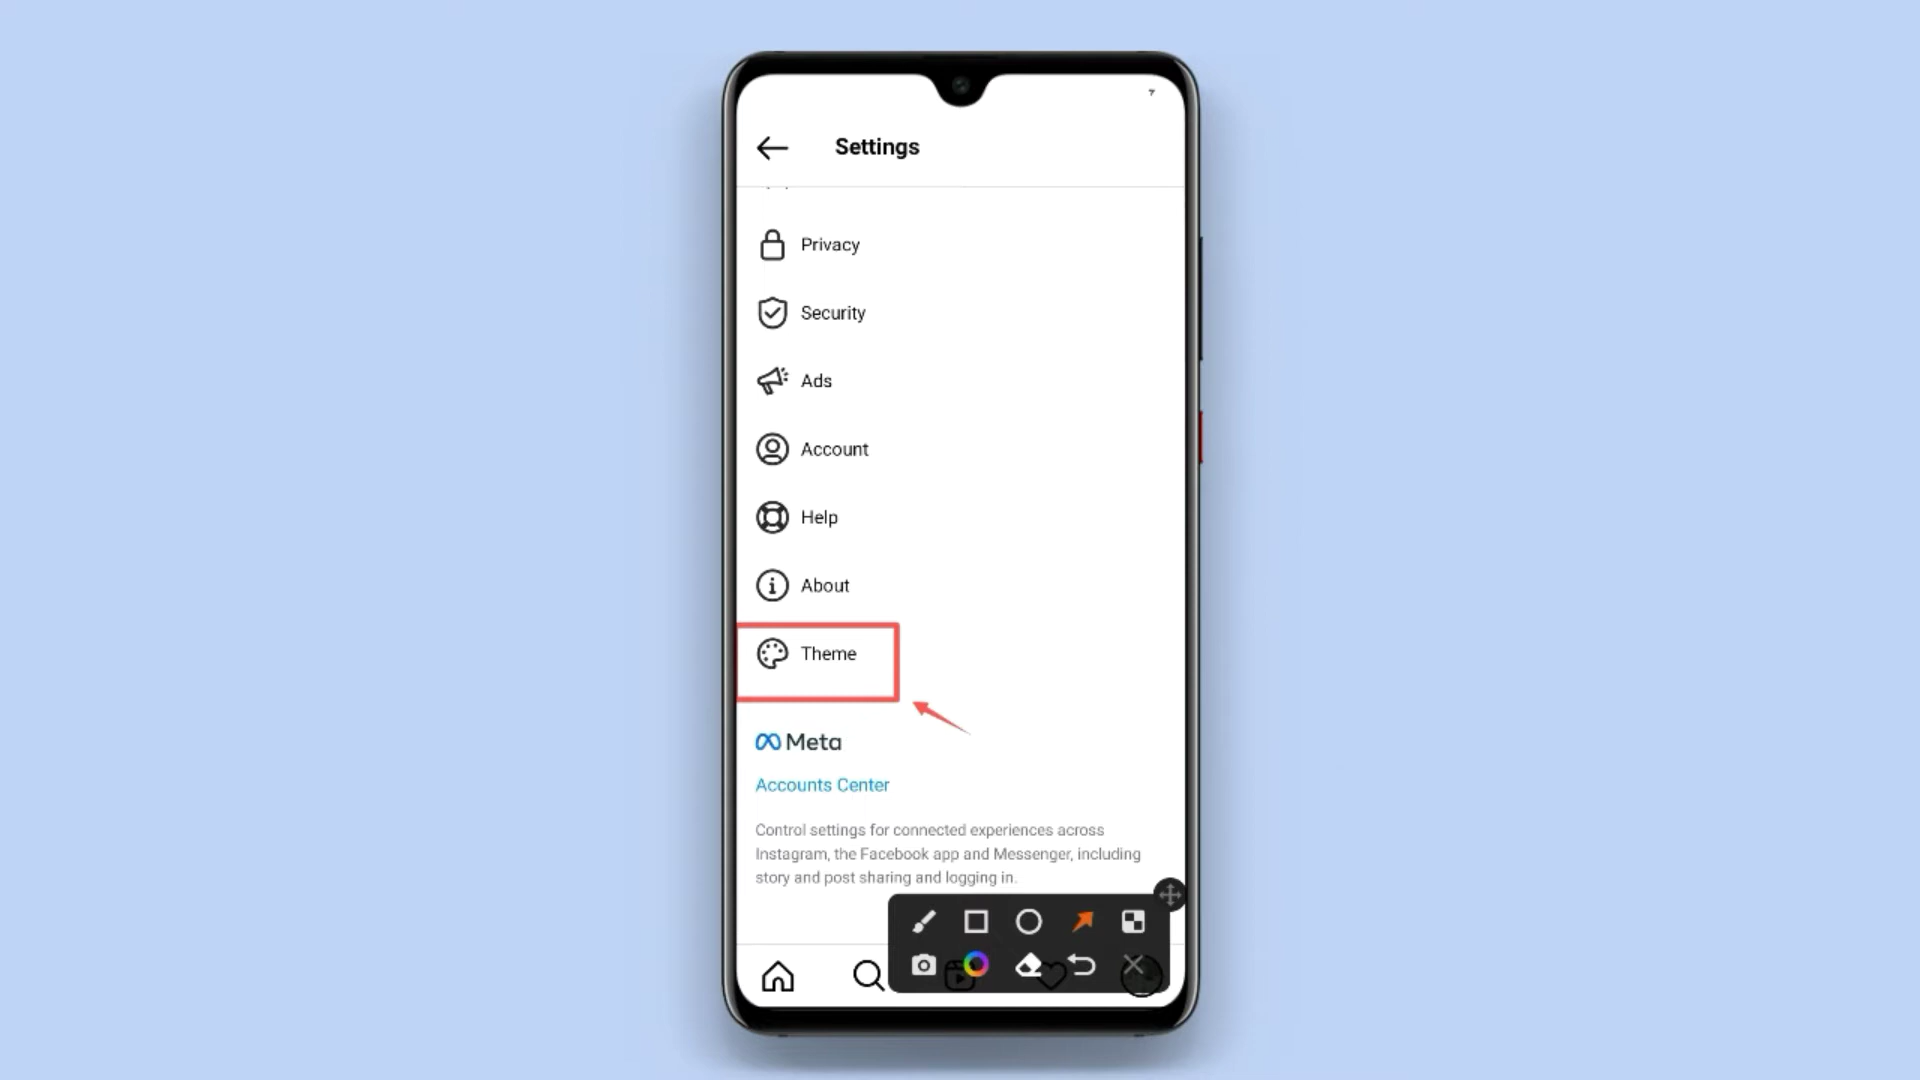 Settings
Privacy
Security
Ads
Account
Help
About
Theme
Meta
Accounts Center
Control settings for connected experiences across
Instagram, the Facebook app and Messenger, including
story and post sharing and logging in.